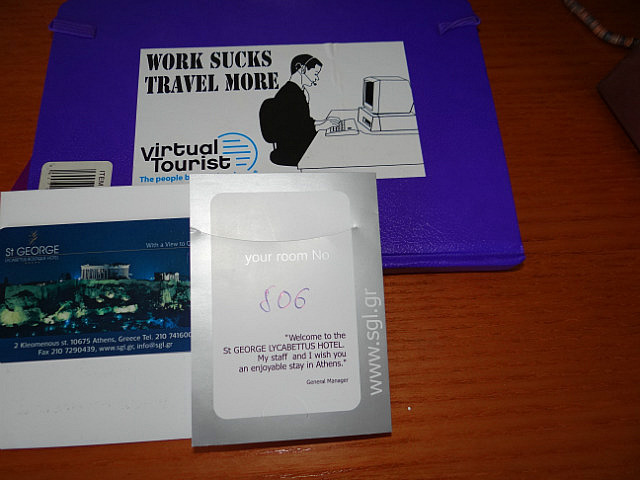 WORK SUCKS
TRAVEL MORE
Virtual
Tourist
The people b
ITEM
St GEORGE
LYCABETTUS BOUTIQUE HOTEL
With a View to
2 Kleomenous st. 10675 Athens, Greece Tel. 210 741600
Fax 210 7290439, www.sgl.gr, info@sgl.gr
your room No
806
"Welcome to the
St GEORGE LYCABETTUS HOTEL.
My staff and I wish you
an enjoyable stay in Athens."
General Manager
www.sgl.gr